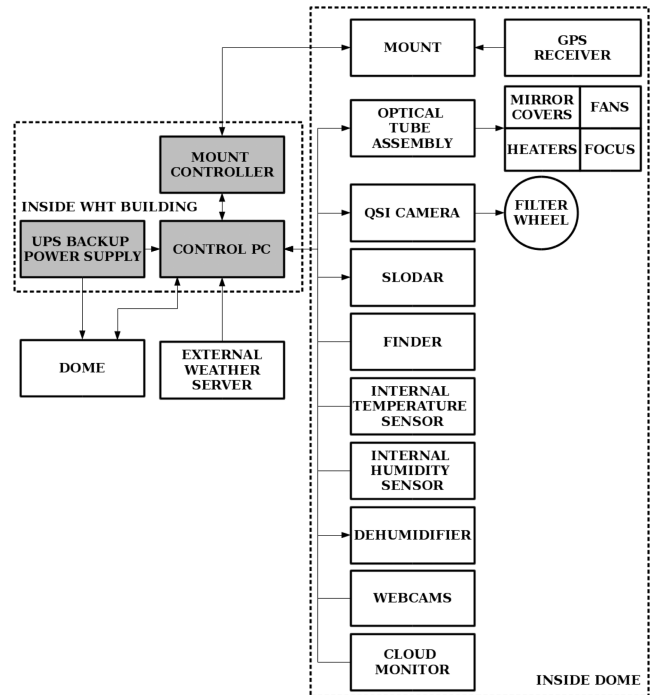 MOUNT
GPS
RECEIVER
OPTICAL
TUBE
ASSEMBLY
MIRROR
COVERS
FANS
HEATERS
FOCUS
MOUNT
CONTROLLER
INSIDE WHT BUILDING
UPS BACKUP
POWER SUPPLY
CONTROL PC
QSI CAMERA
FILTER
WHEEL
SLODAR
DOME
EXTERNAL
WEATHER
SERVER
FINDER
INTERNAL
TEMPERATURE
SENSOR
INTERNAL
HUMIDITY
SENSOR
DEHUMIDIFIER
WEBCAMS
CLOUD
MONITOR
INSIDE DOME